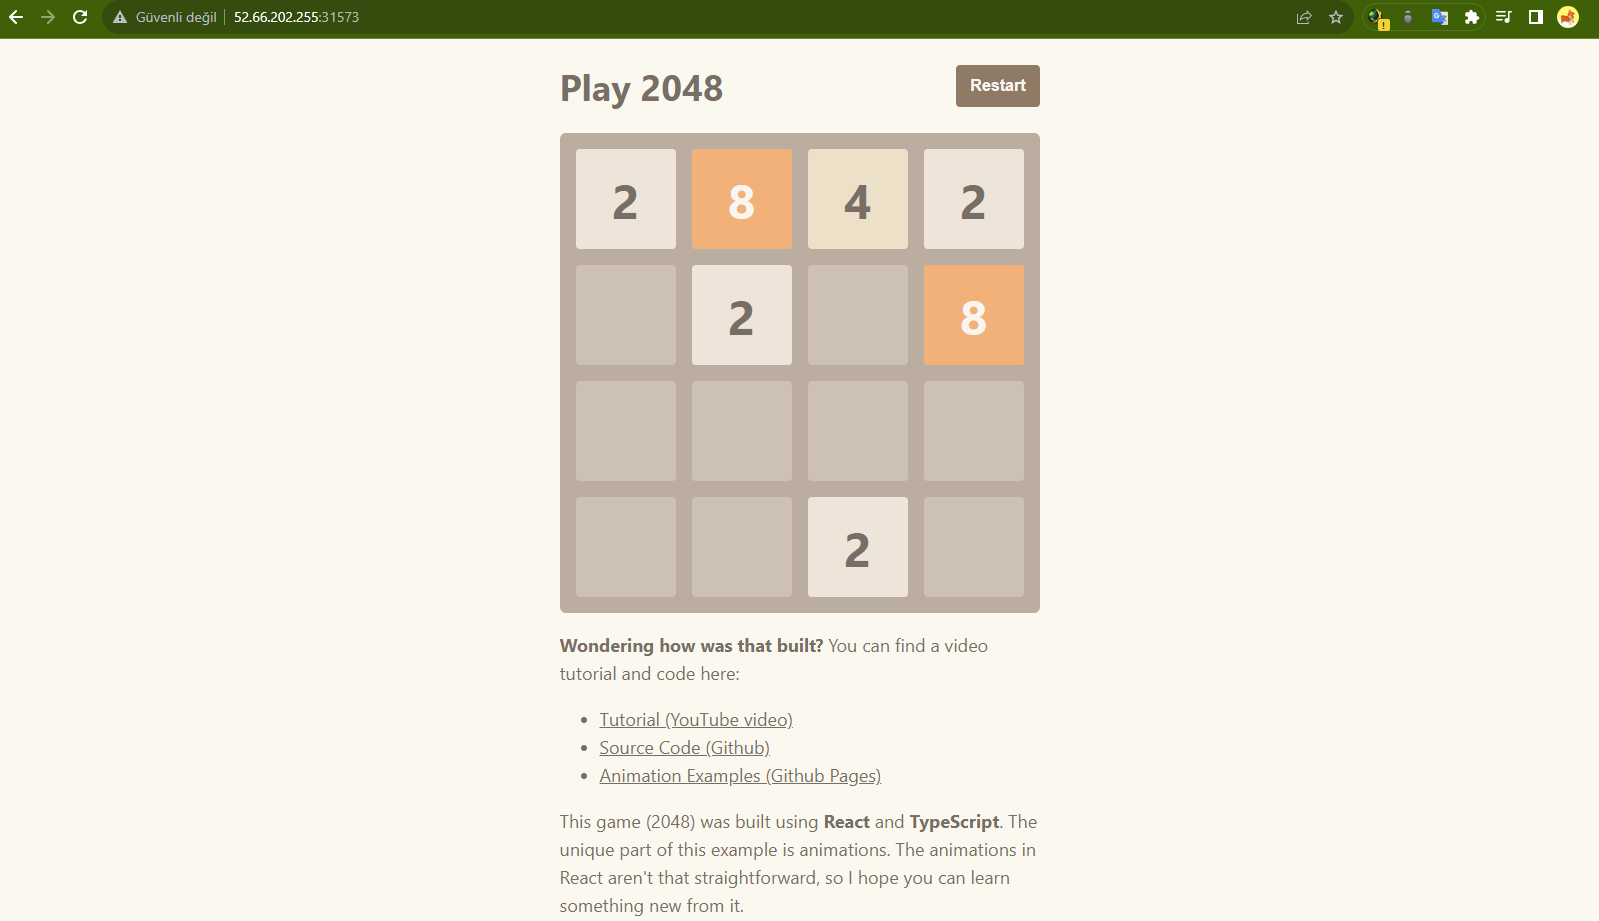 Güvenli değil 52.66.202.255:31573
Play 2048
Restart
2 8 4 2
2 8
2
Wondering how was that built? You can find a video
tutorial and code here:
Tutorial (YouTube video)
Source Code (Github)
Animation Examples (Github Pages)
This game (2048) was built using React and TypeScript. The
unique part of this example is animations. The animations in
React aren't that straightforward, so I hope you can learn
something new from it.